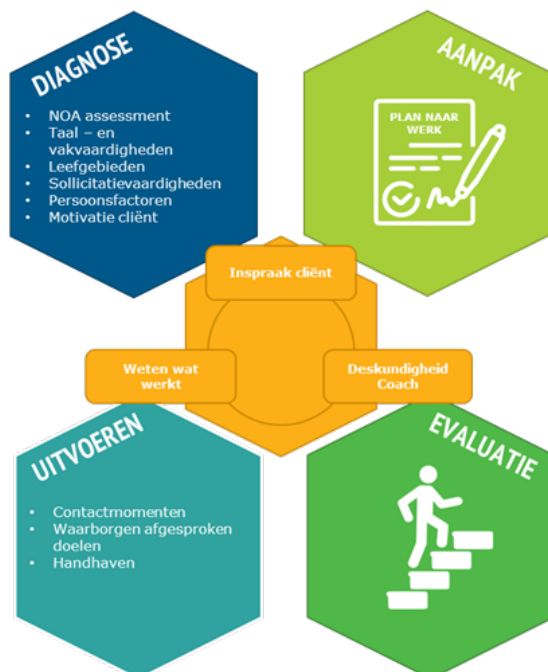 DIAGNOSE
• NOA assessment
• Taal – en
vakvaardigheden
• Leefgebieden
• Sollicitatievaardigheden
• Persoonsfactoren
• Motivatie cliënt
AANPAK
PLAN NAAR
WERK
Inspraak cliënt
Weten wat
werkt
Deskundigheid
Coach
UITVOEREN
• Contactmomenten
• Waarborgen afgesproken
doelen
• Handhaven
EVALUATIE